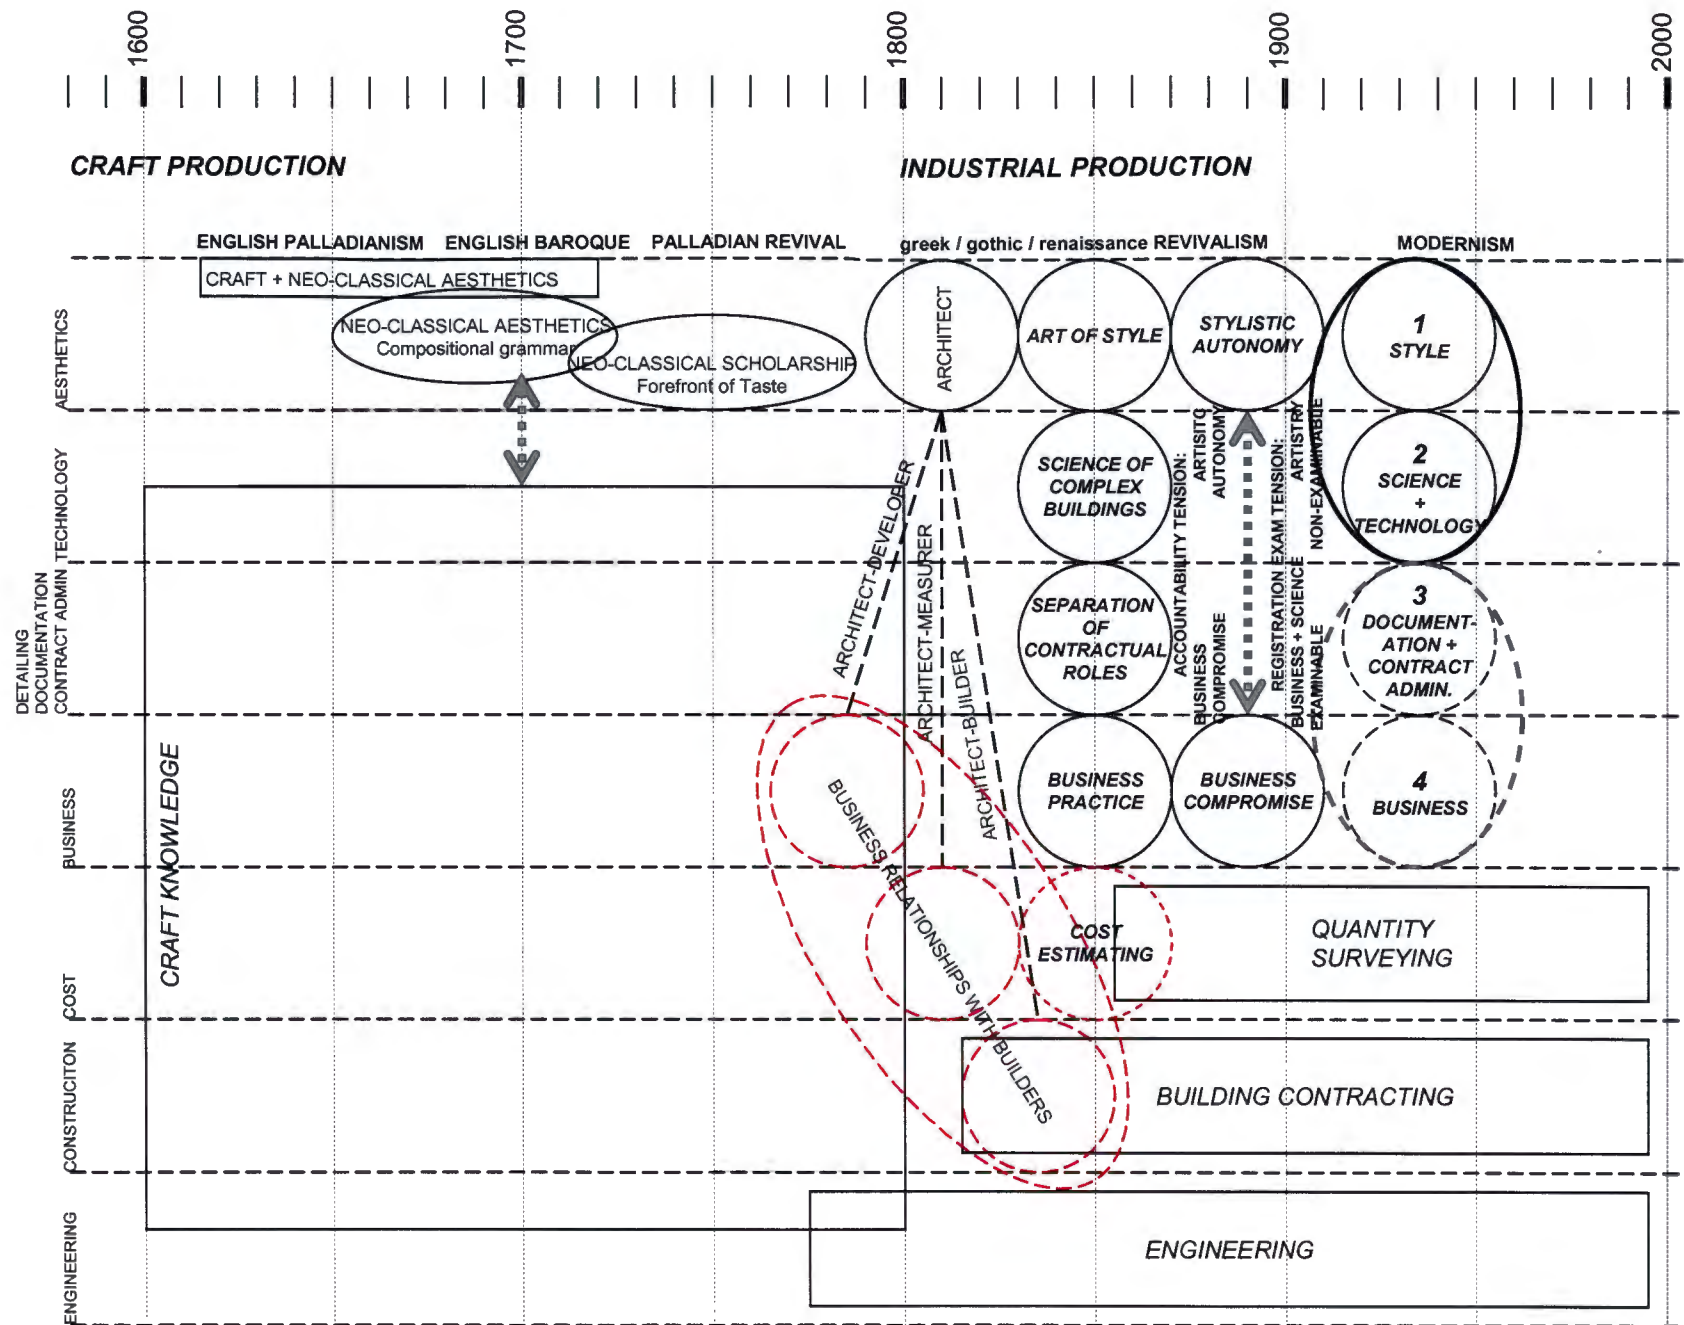 1600
1700
1800
1900
2000
CRAFT PRODUCTION
INDUSTRIAL PRODUCTION
ENGLISH PALLADIANISM
ENGLISH BAROQUE
PALLADIAN REVIVAL
greek / gothic / renaissance REVIVALISM
MODERNISM
CRAFT + NEO-CLASSICAL AESTHETICS
NEO-CLASSICAL AESTHETICS
Compositional grammar
NEO-CLASSICAL SCHOLARSHIP
Forefront of Taste
ARCHITECT
ART OF STYLE
STYLISTIC
AUTONOMY
1
STYLE
AESTHETICS
TECHNOLOGY
DETAILING
DOCUMENTATION
CONTRACT ADMIN
BUSINESS
COST
CONSTRUCITON
ENGINEERING
CRAFT KNOWLEDGE
ARCHITECT-DEVELOPER
ARCHITECT-MEASURER
ARCHITECT-BUILDER
SCIENCE OF
COMPLEX
BUILDINGS
SEPARATION
OF
CONTRACTUAL
ROLES
BUSINESS
PRACTICE
ACCOUNTABILITY TENSION:
ARTISITC
AUTONOMY
BUSINESS
COMPROMISE
REGISTRATION EXAM TENSION:
ARTISTRY
NON-EXAMINABLE
BUSINESS + SCIENCE
EXAMINABLE
BUSINESS
COMPROMISE
2
SCIENCE
+
TECHNOLOGY
3
DOCUMENT-
ATION +
CONTRACT
ADMIN.
4
BUSINESS
BUSINESS RELATIONSHIPS WITH BUILDERS
COST
ESTIMATING
QUANTITY
SURVEYING
BUILDING CONTRACTING
ENGINEERING